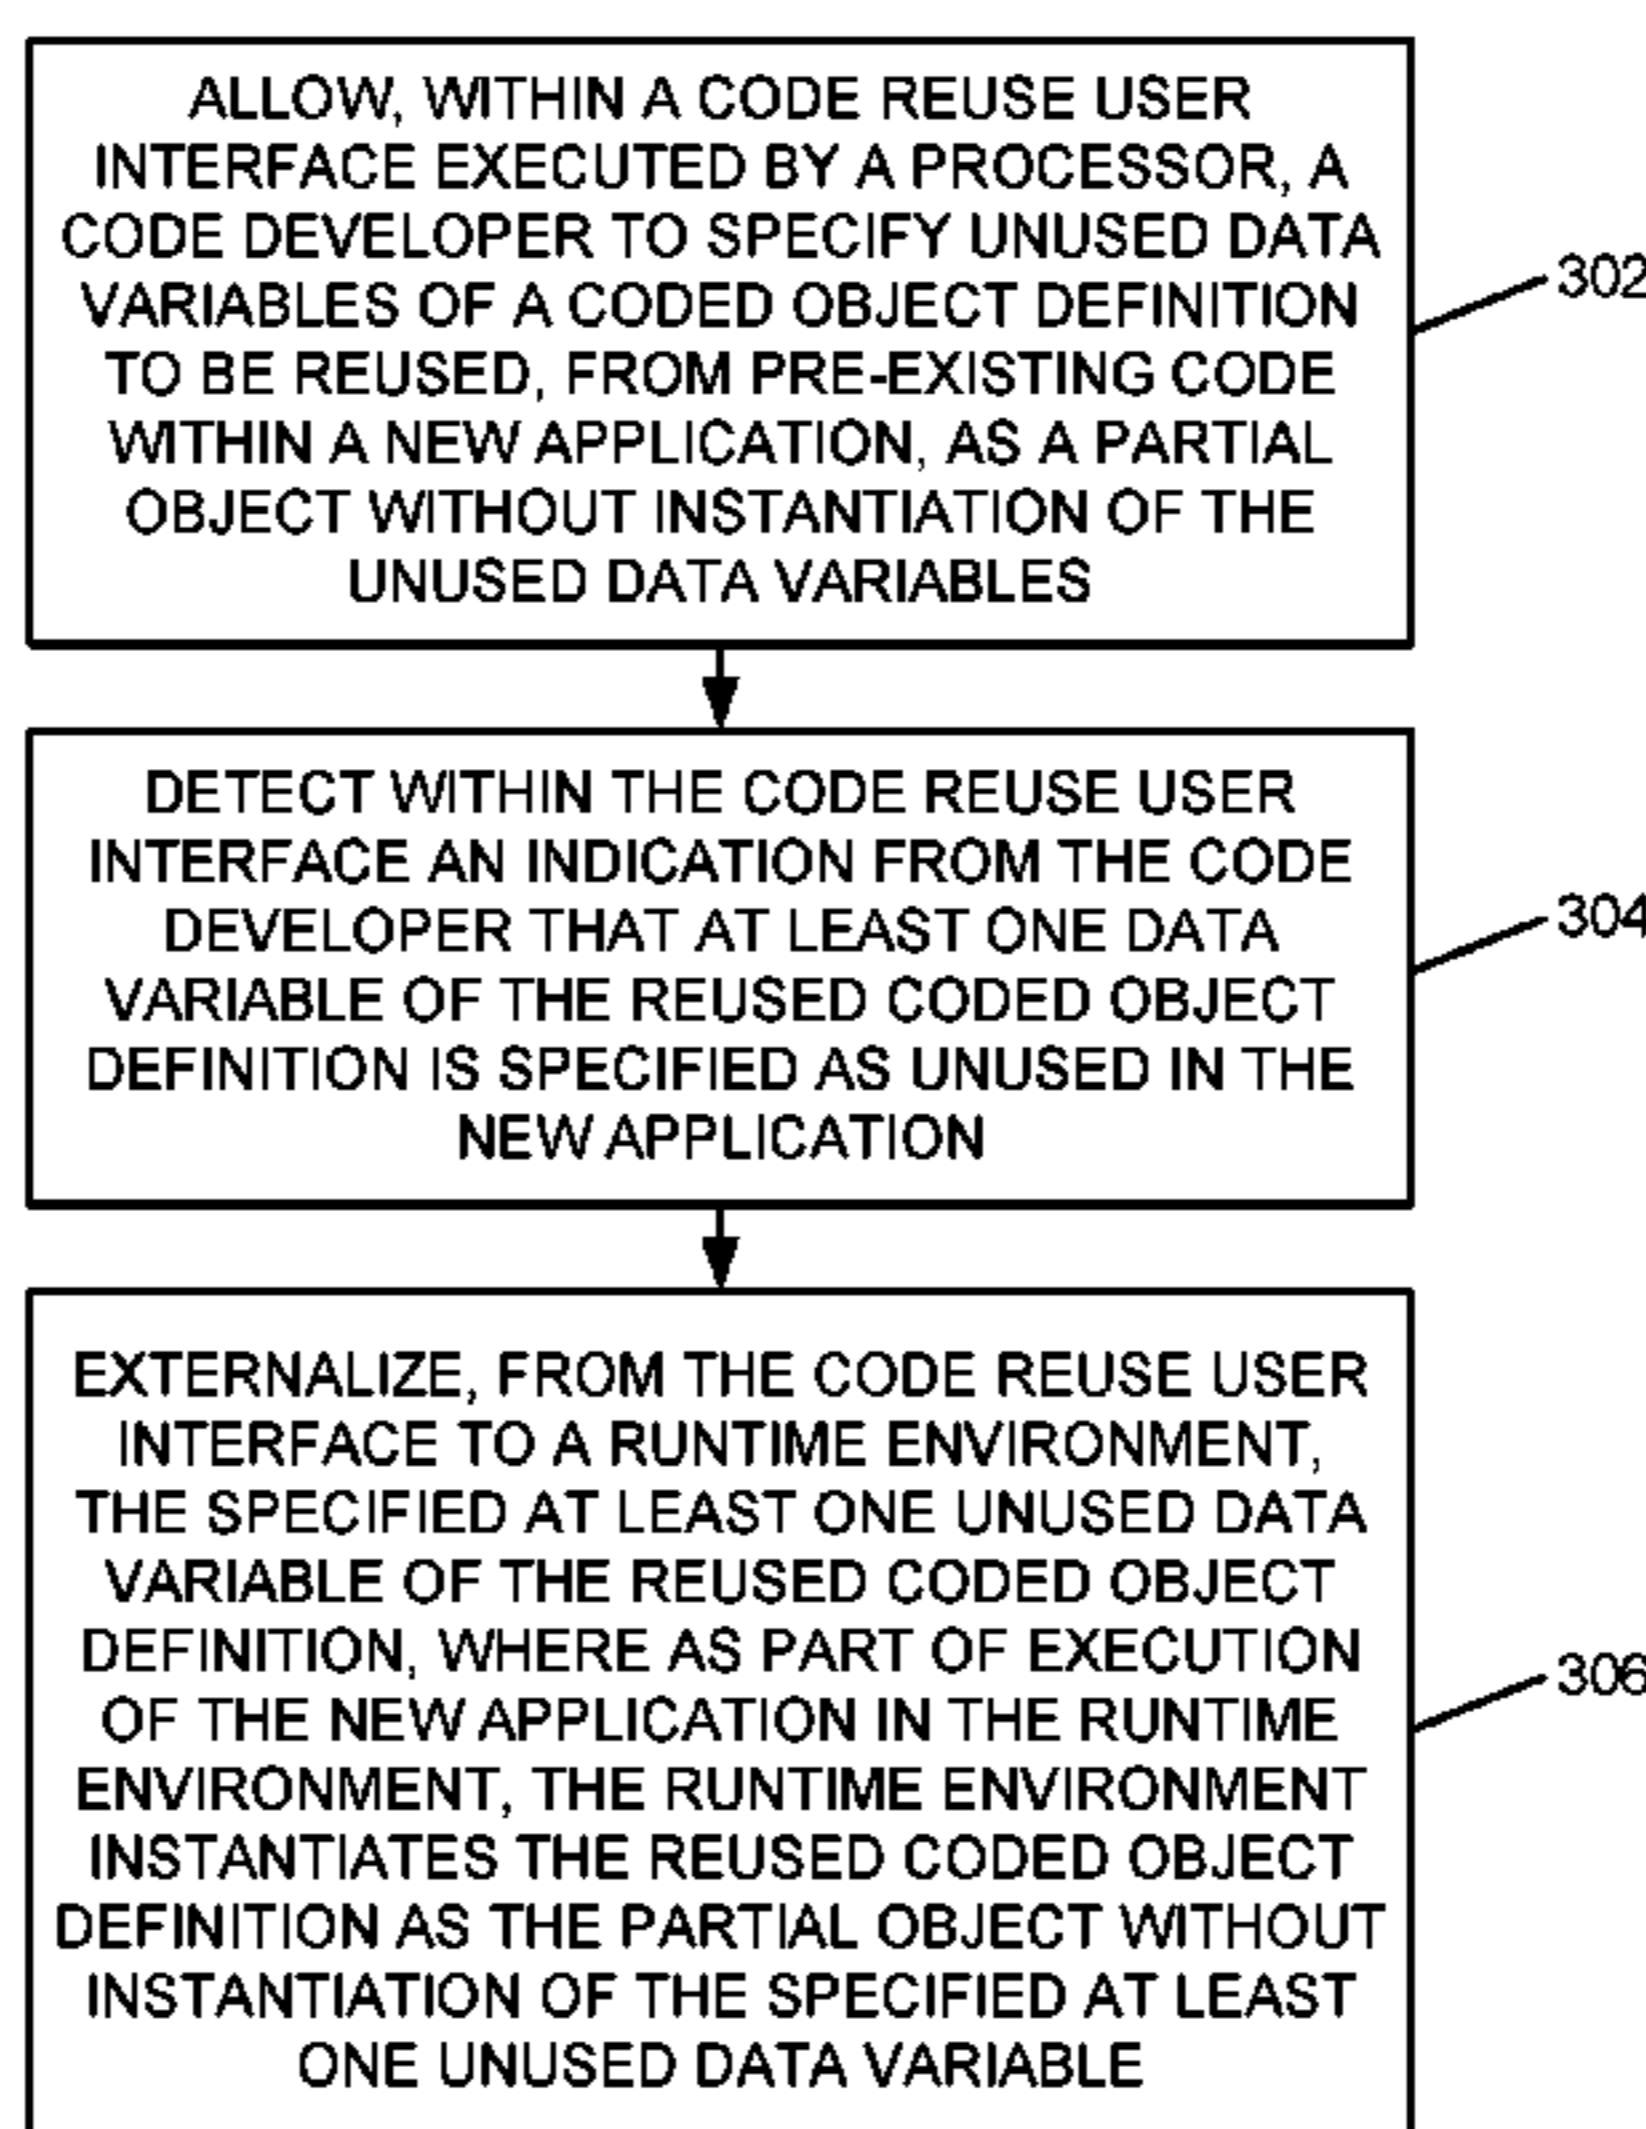 ALLOW, WITHIN A CODE REUSE USER
INTERFACE EXECUTED BY A PROCESSOR, A
CODE DEVELOPER TO SPECIFY UNUSED DATA
VARIABLES OF A CODED OBJECT DEFINITION
TO BE REUSED, FROM PRE-EXISTING CODE
WITHIN A NEW APPLICATION, AS A PARTIAL
OBJECT WITHOUT INSTANTIATION OF THE
UNUSED DATA VARIABLES
302
DETECT WITHIN THE CODE REUSE USER
INTERFACE AN INDICATION FROM THE CODE
DEVELOPER THAT AT LEAST ONE DATA
VARIABLE OF THE REUSED CODED OBJECT
DEFINITION IS SPECIFIED AS UNUSED IN THE
NEW APPLICATION
304
EXTERNALIZE, FROM THE CODE REUSE USER
INTERFACE TO A RUNTIME ENVIRONMENT,
THE SPECIFIED AT LEAST ONE UNUSED DATA
VARIABLE OF THE REUSED CODED OBJECT
DEFINITION, WHERE AS PART OF EXECUTION
OF THE NEW APPLICATION IN THE RUNTIME
ENVIRONMENT, THE RUNTIME ENVIRONMENT
INSTANTIATES THE REUSED CODED OBJECT
DEFINITION AS THE PARTIAL OBJECT WITHOUT
INSTANTIATION OF THE SPECIFIED AT LEAST
ONE UNUSED DATA VARIABLE
306